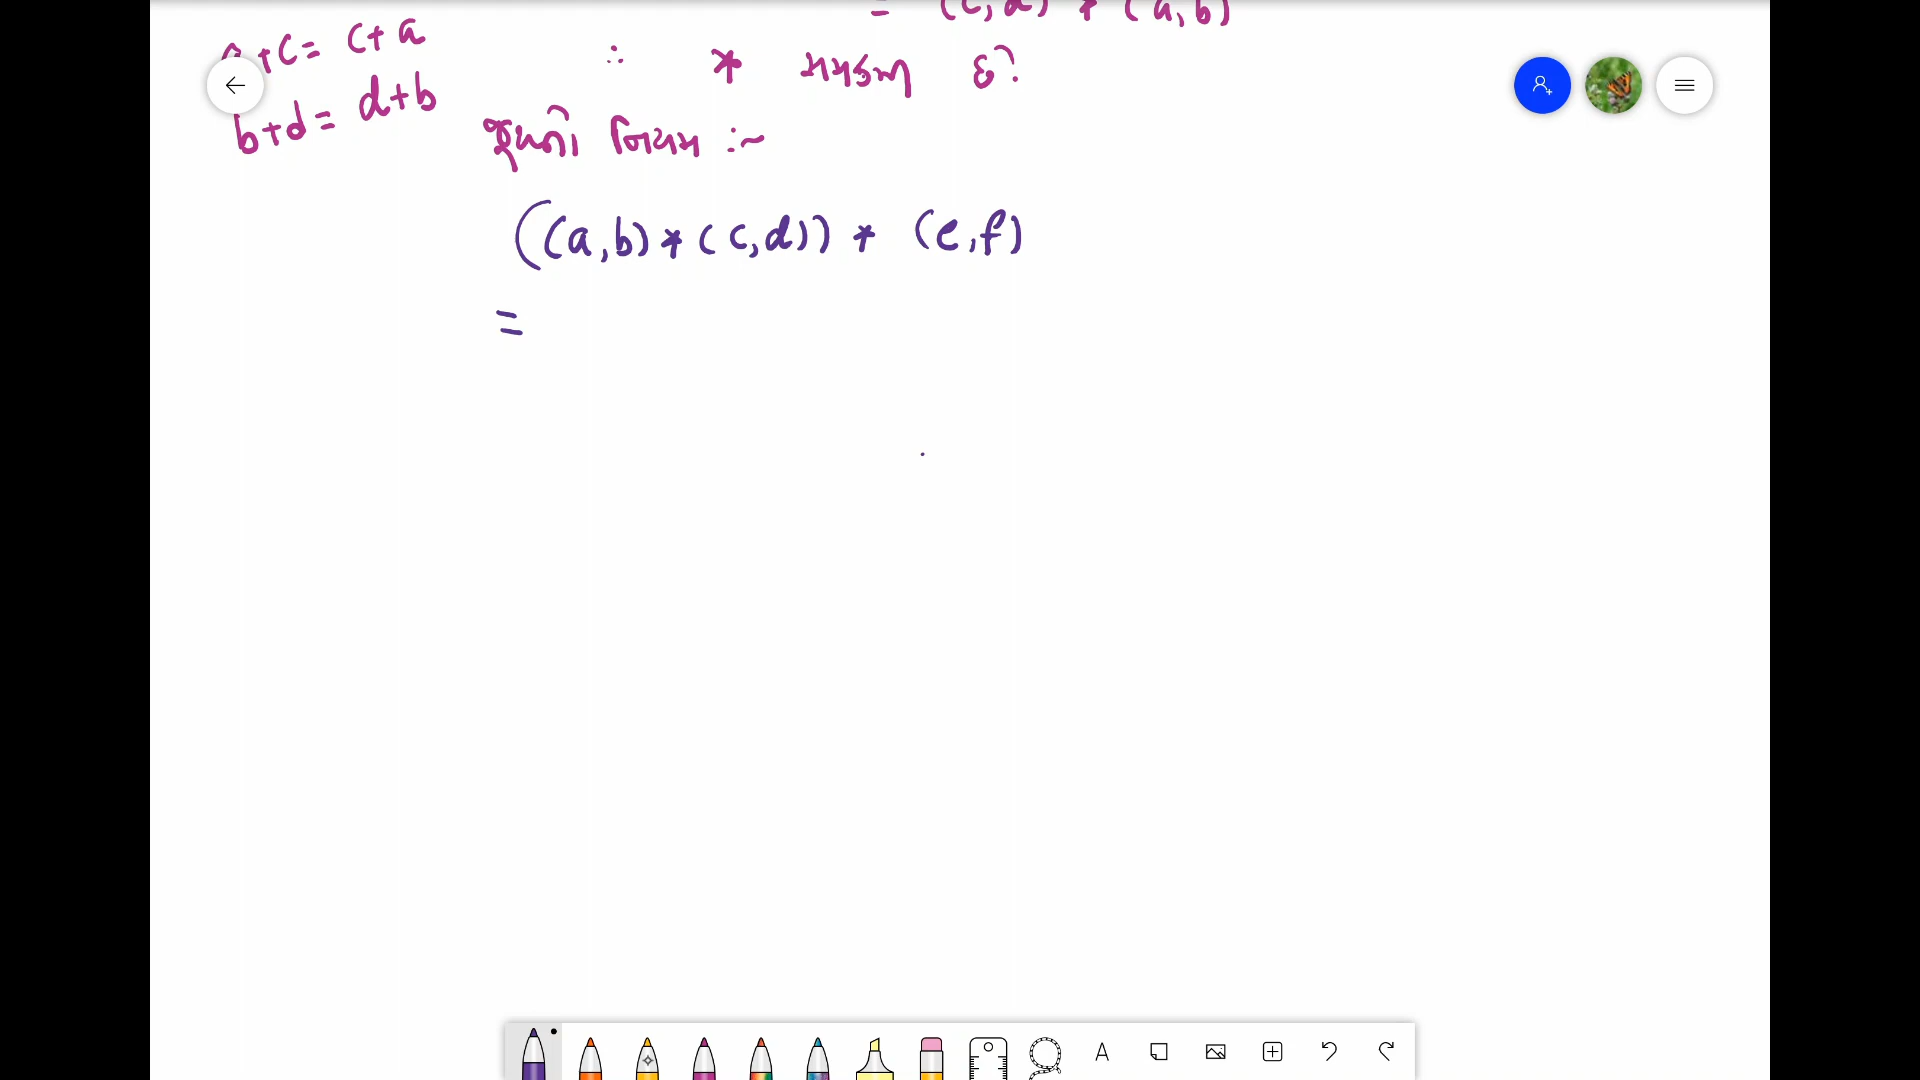 = (c,d) * (a,b)
a+c= c+a
∴ * સમક્રમી છે?
b+d= d+b
જુથનો નિયમ :-
((a,b)*(c,d)) * (e,f)
=